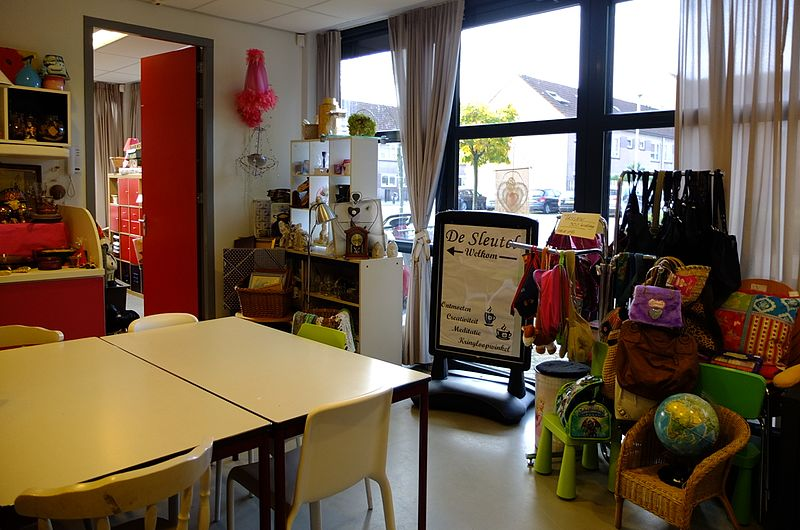 De Sleutel
Welkom
Ontmoeten
Creativiteit
Meditatie
Kringloopwinkel